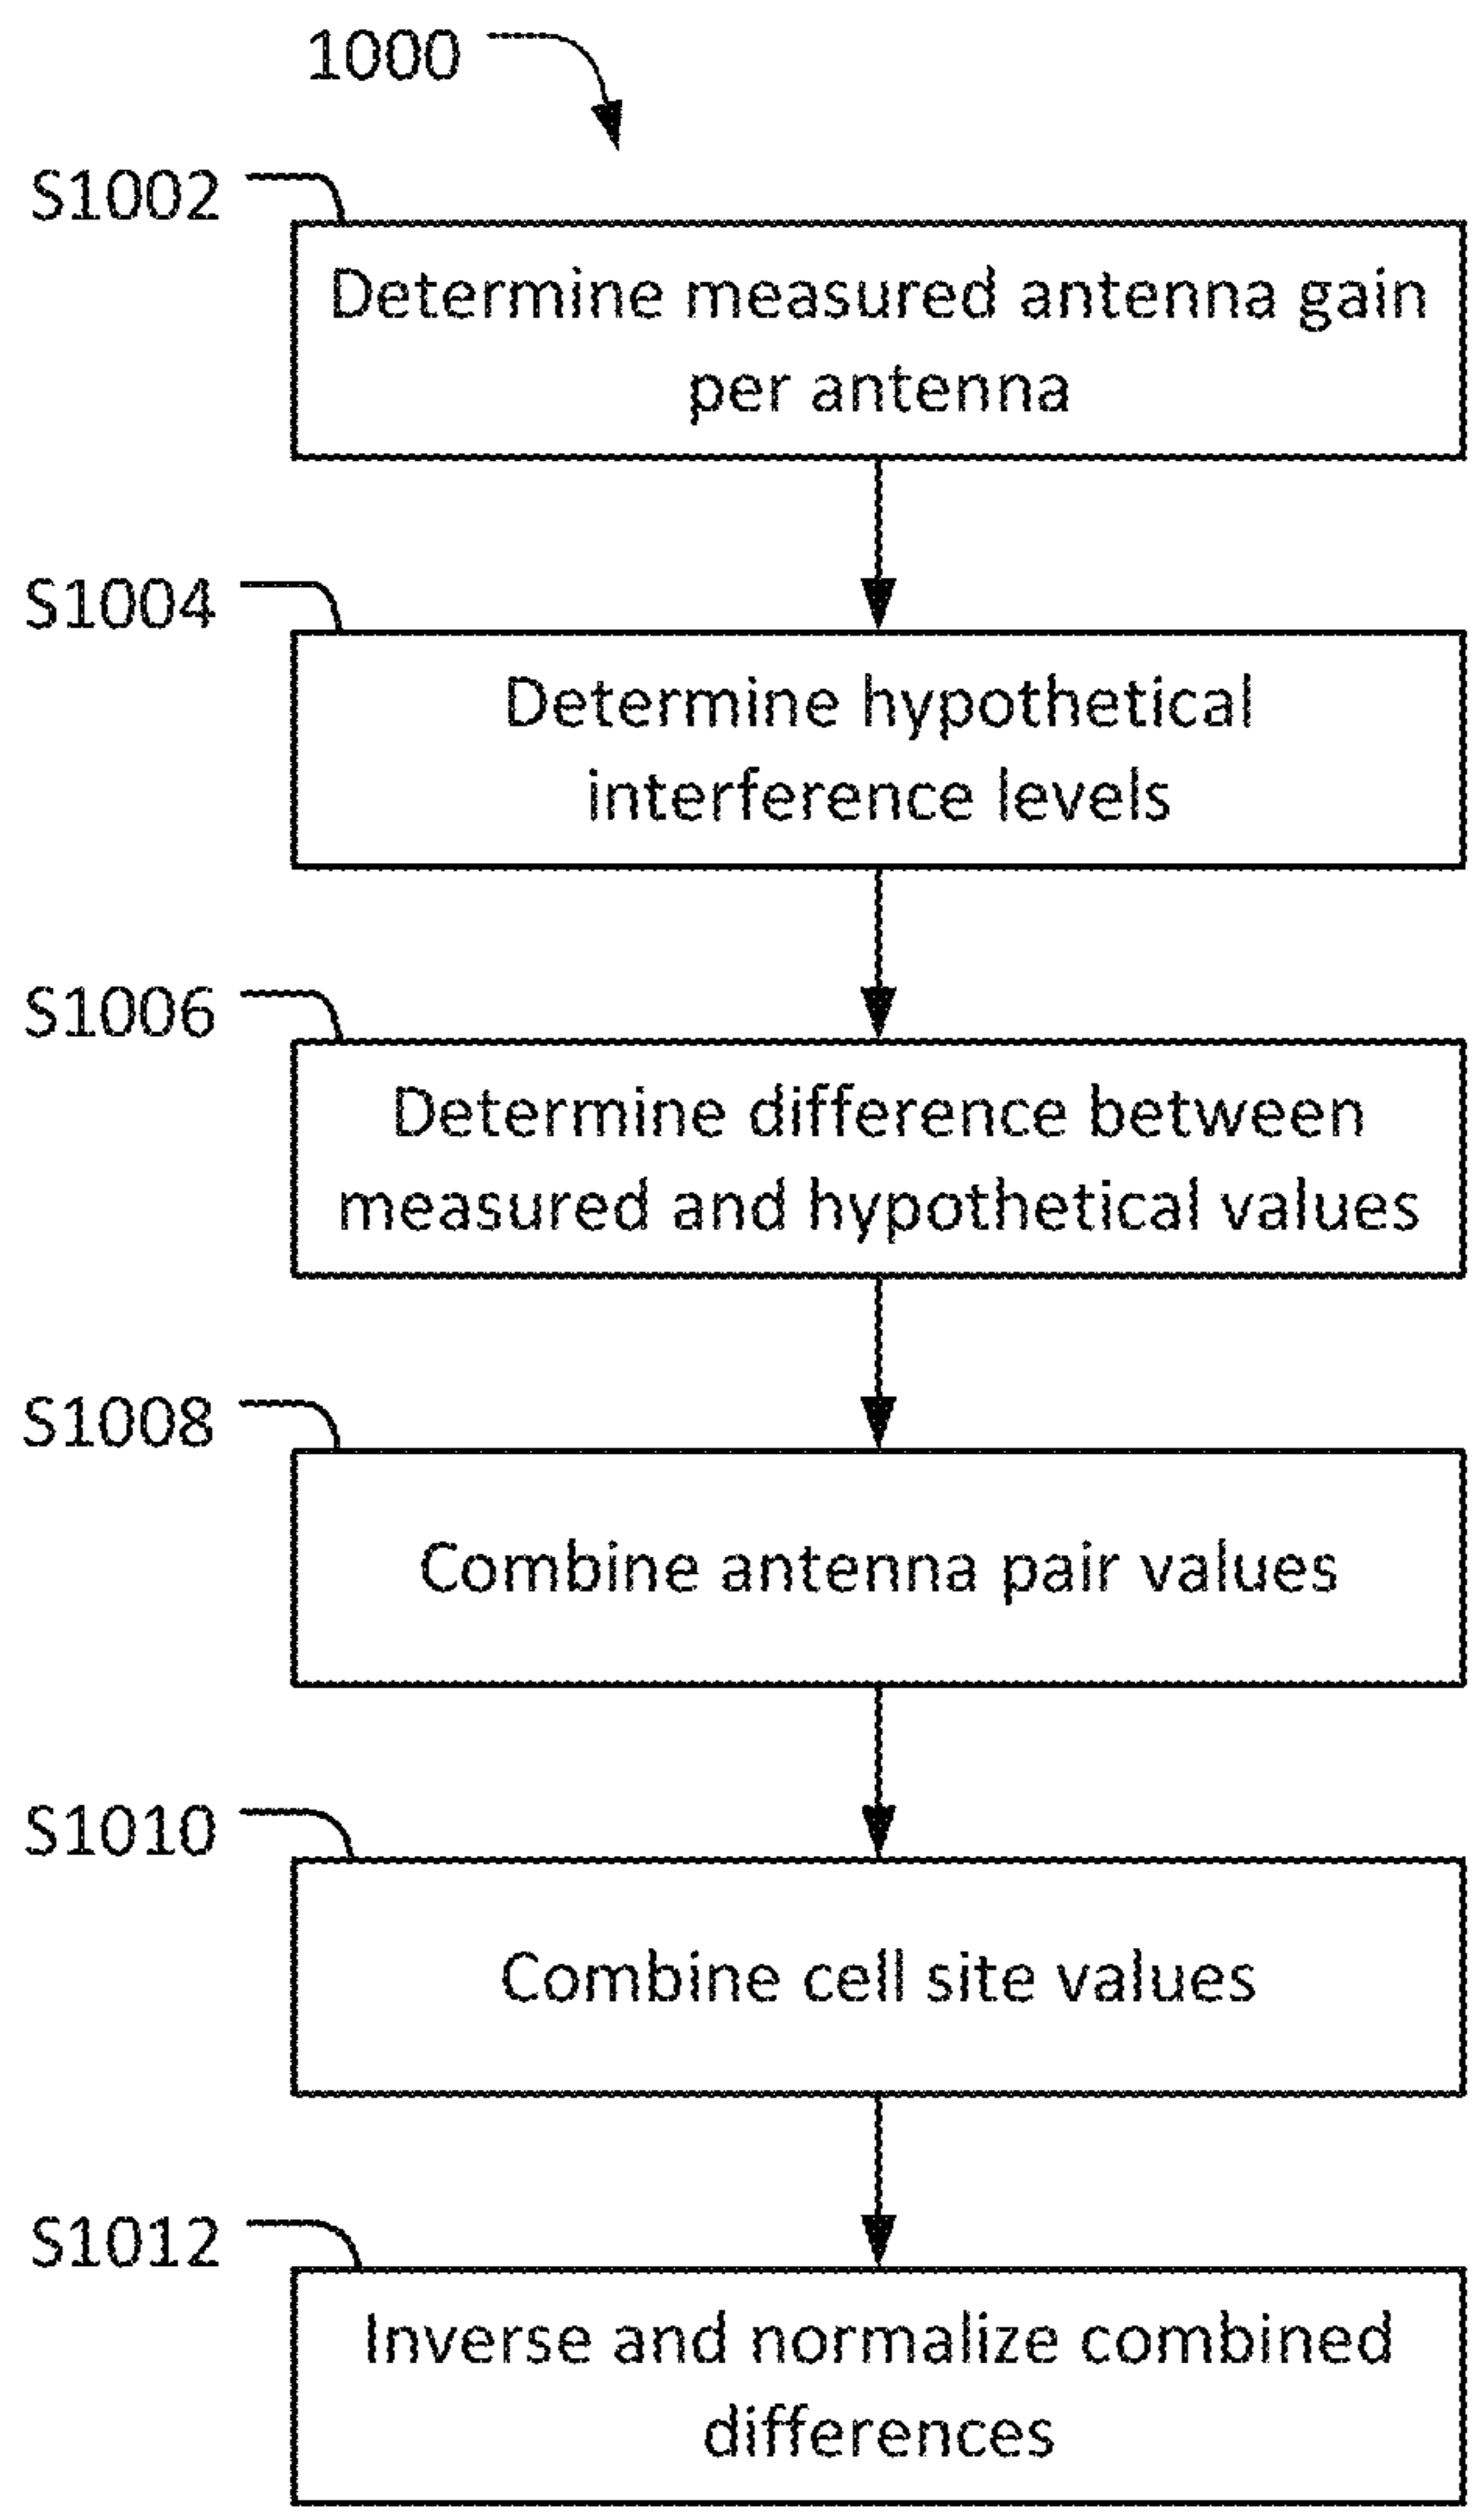 1000
S1002
Determine measured antenna gain
per antenna
S1004
Determine hypothetical
interference levels
S1006
Determine difference between
measured and hypothetical values
S1008
Combine antenna pair values
S1010
Combine cell site values
S1012
Inverse and normalize combined
differences